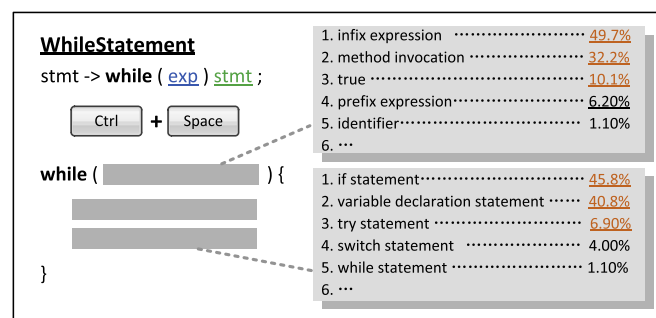 WhileStatement
stmt -> while ( exp ) stmt ;
Ctrl + Space
while ( ) {
}
1. infix expression ························ 49.7%
2. method invocation ··················· 32.2%
3. true ········································ 10.1%
4. prefix expression ······················ 6.20%
5. identifier ································· 1.10%
6. ···
1. if statement ····························· 45.8%
2. variable declaration statement ······ 40.8%
3. try statement ··························· 6.90%
4. switch statement ······················ 4.00%
5. while statement ························ 1.10%
6. ···